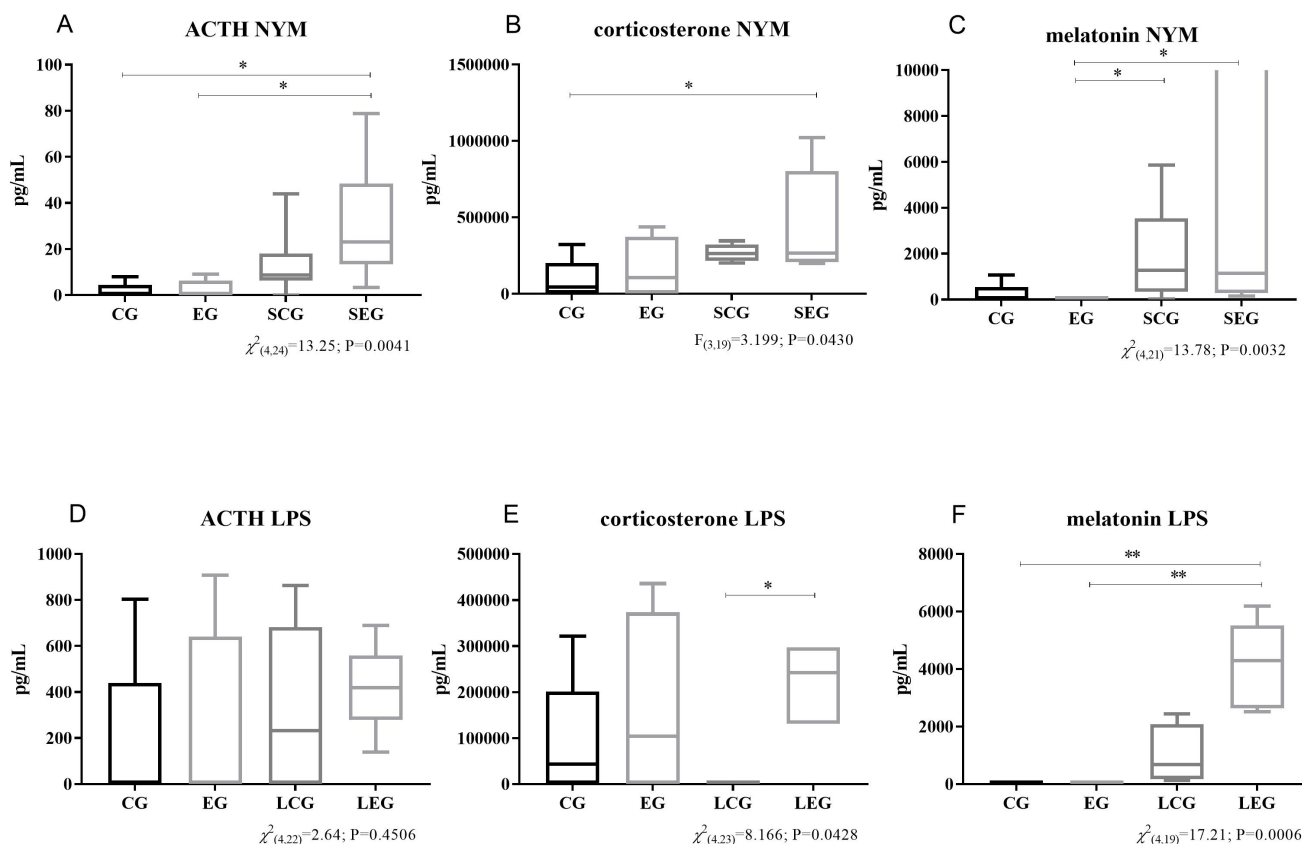 A
ACTH NYM
pg/mL
100
80
60
40
20
0
*
*
CG EG SCG SEG
χ²(4,24)=13.25; P=0.0041
B
corticosterone NYM
pg/mL
1500000
1000000
500000
0
*
CG EG SCG SEG
F(3,19)=3.199; P=0.0430
C
melatonin NYM
pg/mL
10000
8000
6000
4000
2000
0
*
*
CG EG SCG SEG
χ²(4,21)=13.78; P=0.0032
D
ACTH LPS
pg/mL
1000
800
600
400
200
0
CG EG LCG LEG
χ²(4,22)=2.64; P=0.4506
E
corticosterone LPS
pg/mL
500000
400000
300000
200000
100000
0
*
CG EG LCG LEG
χ²(4,23)=8.166; P=0.0428
F
melatonin LPS
pg/mL
8000
6000
4000
2000
0
**
**
CG EG LCG LEG
χ²(4,19)=17.21; P=0.0006